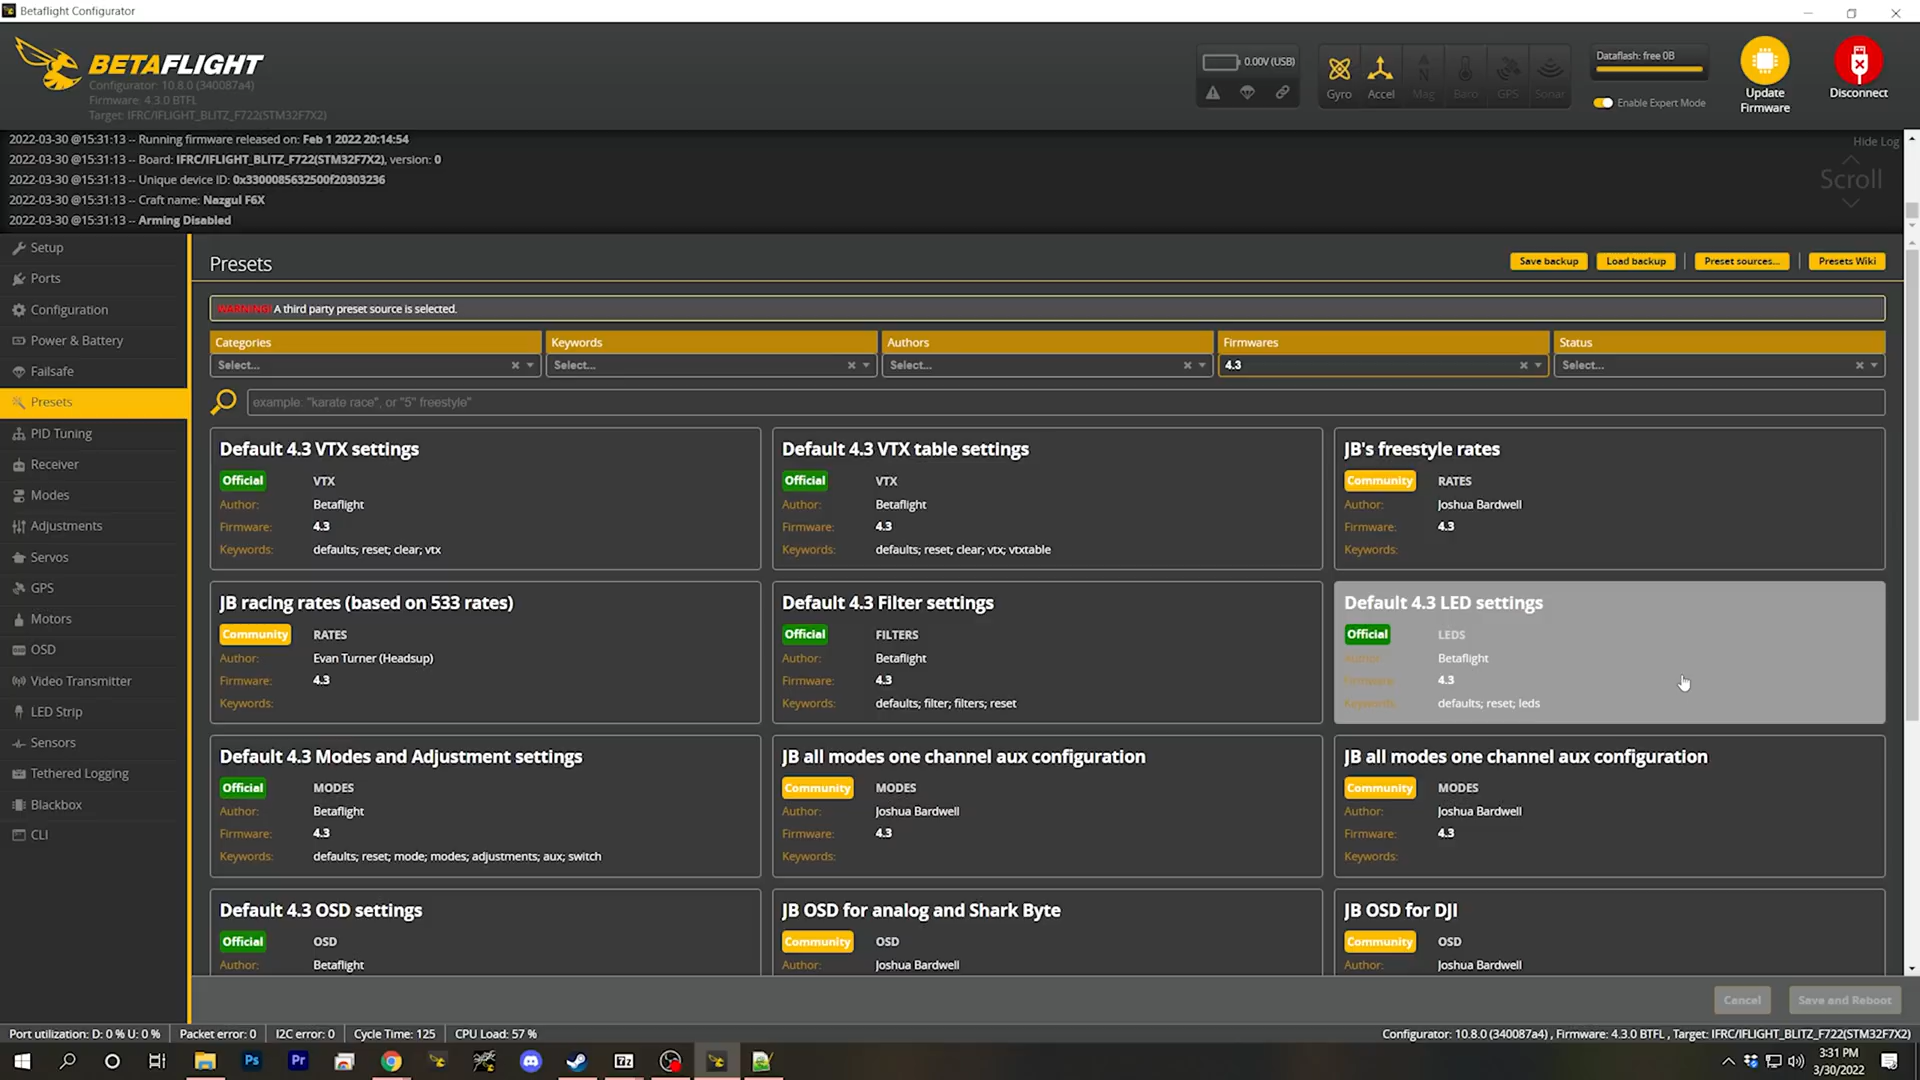 Betaflight Configurator
BETAFLIGHT
Configurator: 10.8.0 (340087a4)
Firmware: 4.3.0 BTFL
Target: IFRC/IFLIGHT_BLITZ_F722(STM32F7X2)
0.00V (USB)
Gyro
Accel
Mag
Baro
GPS
Sonar
Dataflash: free 0B
Enable Expert Mode
Update Firmware
Disconnect
2022-03-30 @15:31:13 -- Running firmware released on: Feb 1 2022 20:14:54
2022-03-30 @15:31:13 -- Board: IFRC/IFLIGHT_BLITZ_F722(STM32F7X2), version: 0
2022-03-30 @15:31:13 -- Unique device ID: 0x3300085632500f20303236
2022-03-30 @15:31:13 -- Craft name: Nazgul F6X
2022-03-30 @15:31:13 -- Arming Disabled
Hide Log
Scroll
Setup
Ports
Configuration
Power & Battery
Failsafe
Presets
PID Tuning
Receiver
Modes
Adjustments
Servos
GPS
Motors
OSD
Video Transmitter
LED Strip
Sensors
Tethered Logging
Blackbox
CLI
Presets
Save backup
Load backup
Preset sources...
Presets Wiki
WARNING! A third party preset source is selected.
Categories
Select...
Keywords
Select...
Authors
Select...
Firmwares
4.3
Status
Select...
example: "karate race", or "5" freestyle"
Default 4.3 VTX settings
Official VTX
Author: Betaflight
Firmware: 4.3
Keywords: defaults; reset; clear; vtx
Default 4.3 VTX table settings
Official VTX
Author: Betaflight
Firmware: 4.3
Keywords: defaults; reset; clear; vtx; vtxtable
JB's freestyle rates
Community RATES
Author: Joshua Bardwell
Firmware: 4.3
Keywords:
JB racing rates (based on 533 rates)
Community RATES
Author: Evan Turner (Headsup)
Firmware: 4.3
Keywords:
Default 4.3 Filter settings
Official FILTERS
Author: Betaflight
Firmware: 4.3
Keywords: defaults; filter; filters; reset
Default 4.3 LED settings
Official LEDS
Author: Betaflight
Firmware: 4.3
Keywords: defaults; reset; leds
Default 4.3 Modes and Adjustment settings
Official MODES
Author: Betaflight
Firmware: 4.3
Keywords: defaults; reset; mode; modes; adjustments; aux; switch
JB all modes one channel aux configuration
Community MODES
Author: Joshua Bardwell
Firmware: 4.3
Keywords:
JB all modes one channel aux configuration
Community MODES
Author: Joshua Bardwell
Firmware: 4.3
Keywords:
Default 4.3 OSD settings
Official OSD
Author: Betaflight
JB OSD for analog and Shark Byte
Community OSD
Author: Joshua Bardwell
JB OSD for DJI
Community OSD
Author: Joshua Bardwell
Cancel
Save and Reboot
Port utilization: D: 0 % U: 0 %
Packet error: 0
I2C error: 0
Cycle Time: 125
CPU Load: 57 %
Configurator: 10.8.0 (340087a4) , Firmware: 4.3.0 BTFL , Target: IFRC/IFLIGHT_BLITZ_F722(STM32F7X2)
Ps
Pr
7z
3:31 PM
3/30/2022